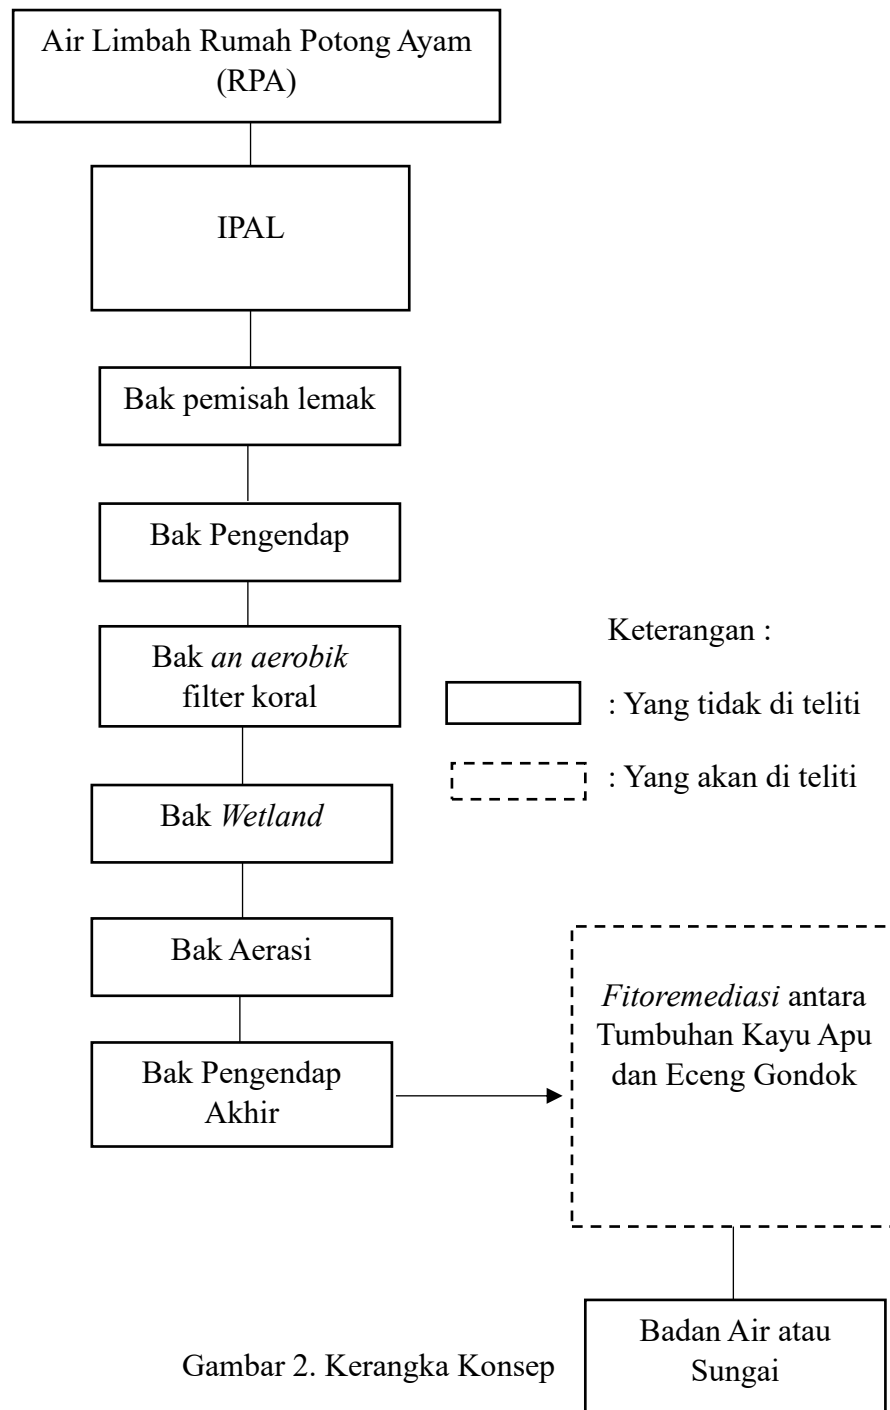 Air Limbah Rumah Potong Ayam
(RPA)
IPAL
Bak pemisah lemak
Bak Pengendap
Bak an aerobik
filter koral
Bak Wetland
Bak Aerasi
Bak Pengendap
Akhir
Keterangan :
: Yang tidak di teliti
: Yang akan di teliti
Fitoremediasi antara
Tumbuhan Kayu Apu
dan Eceng Gondok
Badan Air atau
Sungai
Gambar 2. Kerangka Konsep